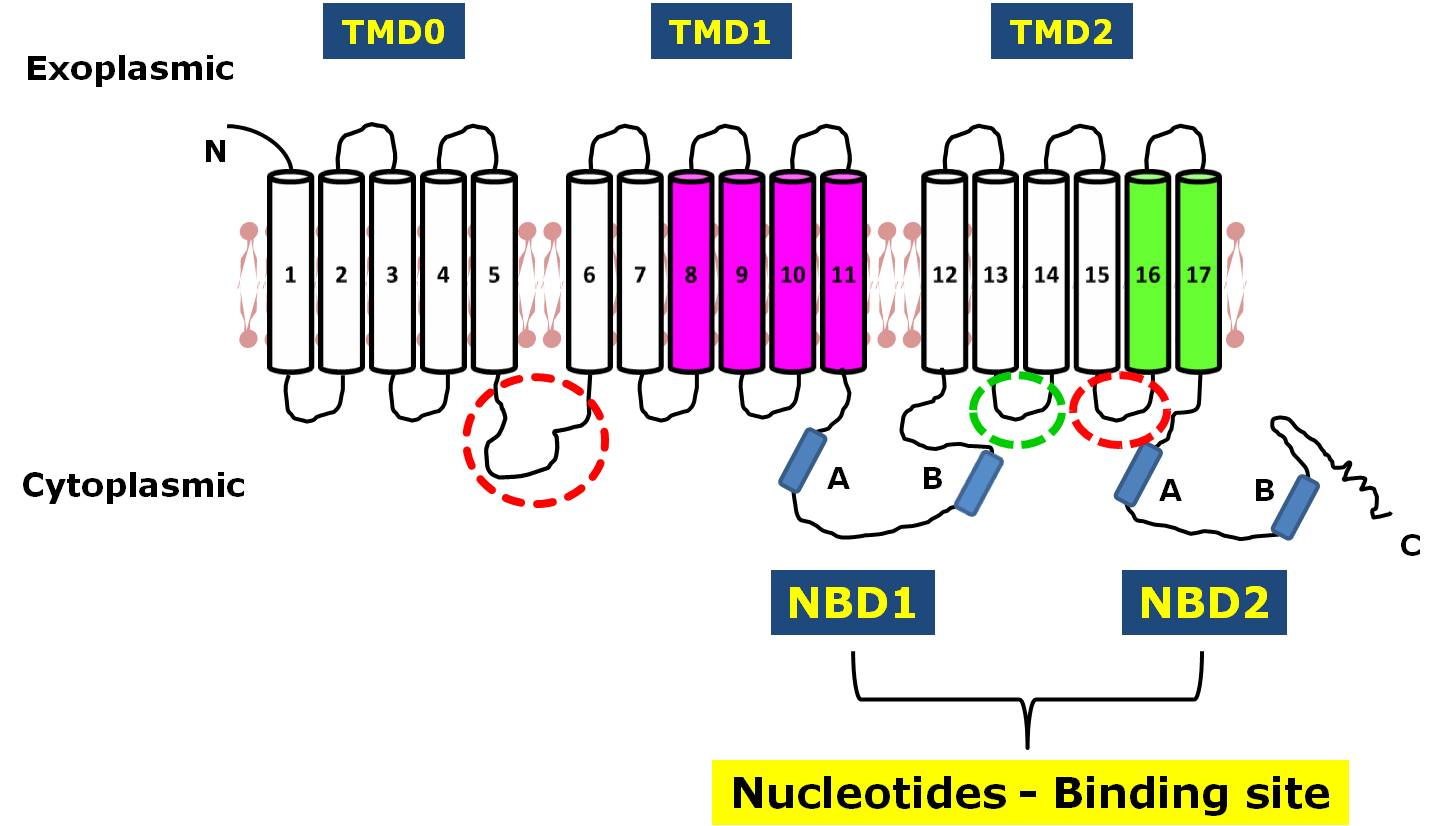 TMD0
TMD1
TMD2
Exoplasmic
N
1
2
3
4
5
6
7
8
9
10
11
12
13
14
15
16
17
Cytoplasmic
A
B
A
B
C
NBD1
NBD2
Nucleotides - Binding site